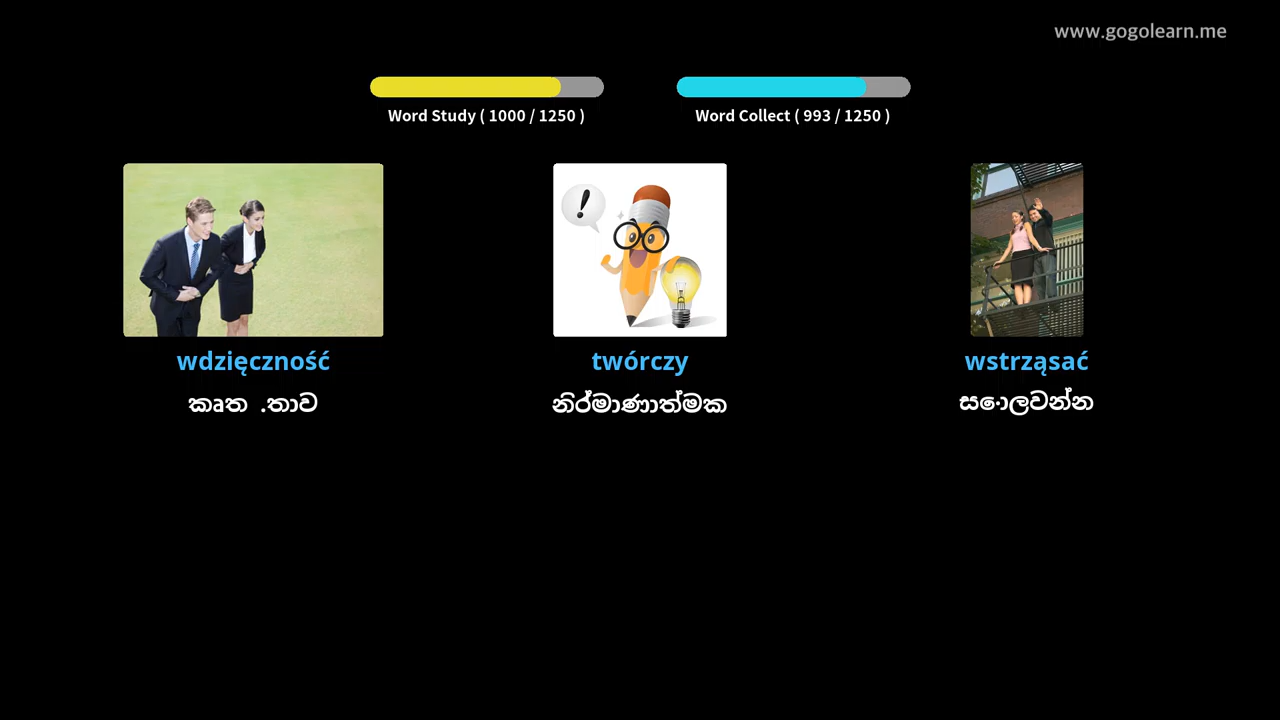 www.gogolearn.me
Word Study ( 1000 / 1250 )
Word Collect ( 993 / 1250 )
!
wdzięczność
twórczy
wstrząsać
කෘත .තාව
නිර්මාණාත්මක
සොලවන්න